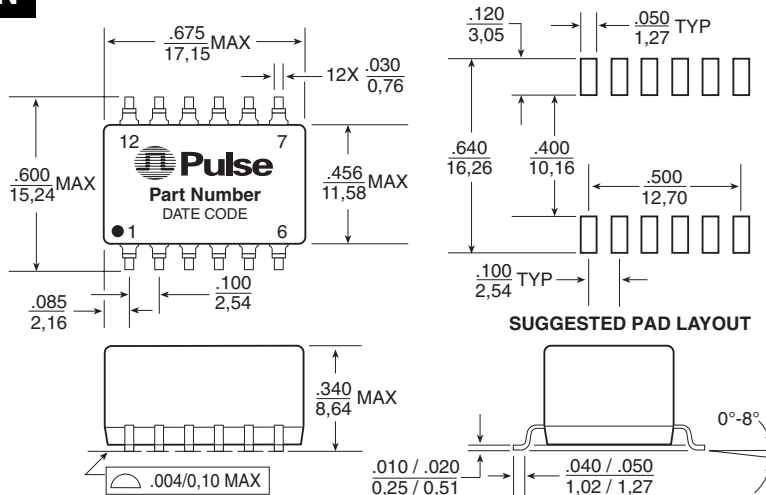 N
.675
17,15 MAX
12X .030
0,76
.600
15,24 MAX
12
7
Pulse
Part Number
DATE CODE
1
6
.456
11,58 MAX
.085
2,16
.100
2,54
.120
3,05
.050
1,27 TYP
.640
16,26
.400
10,16
.500
12,70
.100
2,54 TYP
SUGGESTED PAD LAYOUT
.340
8,64 MAX
.004/0,10 MAX
0°-8°
.010 / .020
0,25 / 0,51
.040 / .050
1,02 / 1,27